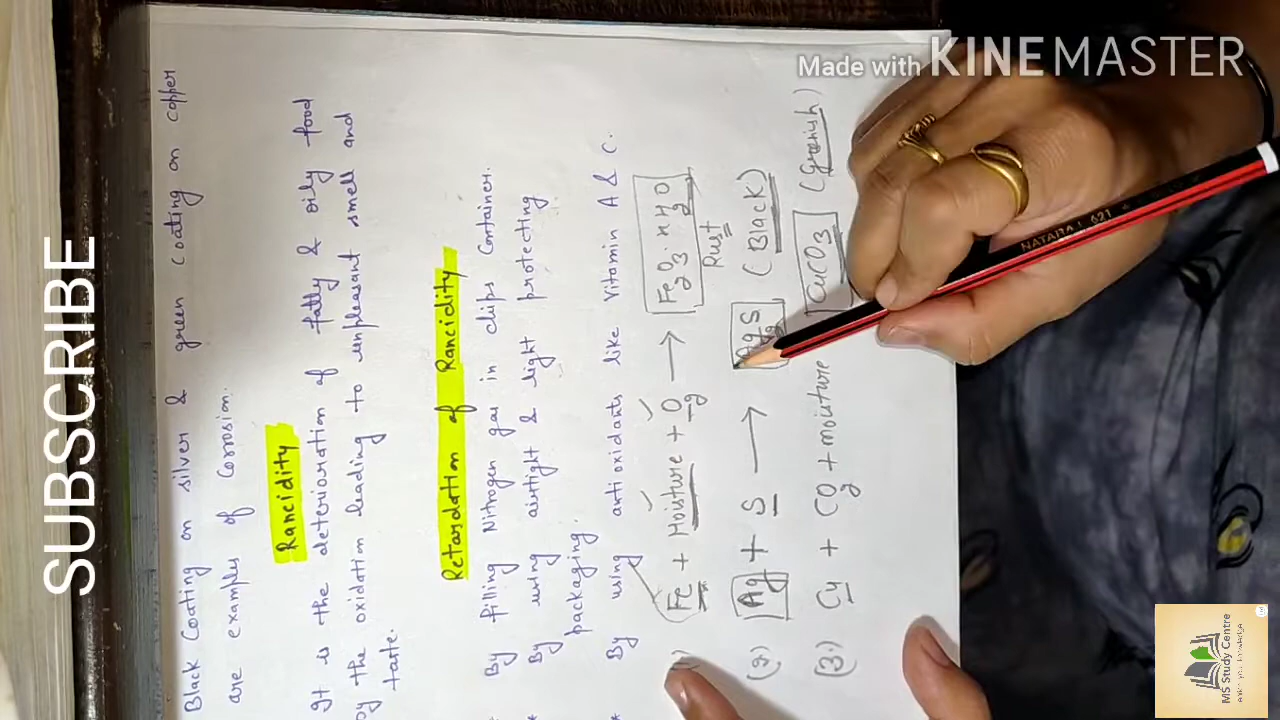 Black Coating on silver & green coating on copper
are examples of Corrosion.
Rancidity
It is the deterioration of fatty & oily food
by the oxidation leading to unpleasant smell and
taste.
Retardation of Rancidity
* By filling Nitrogen gas in chips Container.
* By using airtight & light protecting
packaging.
* By using antioxidants like Vitamin A & C.
Fe + Moisture + O2 → Fe2O3.xH2O
Rust
(3) Ag + S → Ag2S (Black)
(3.) Cu + CO2 + moisture CuCO3 (greenish)
SUBSCRIBE
Made with KINEMASTER
NATARAJ 621
MS Study Centre